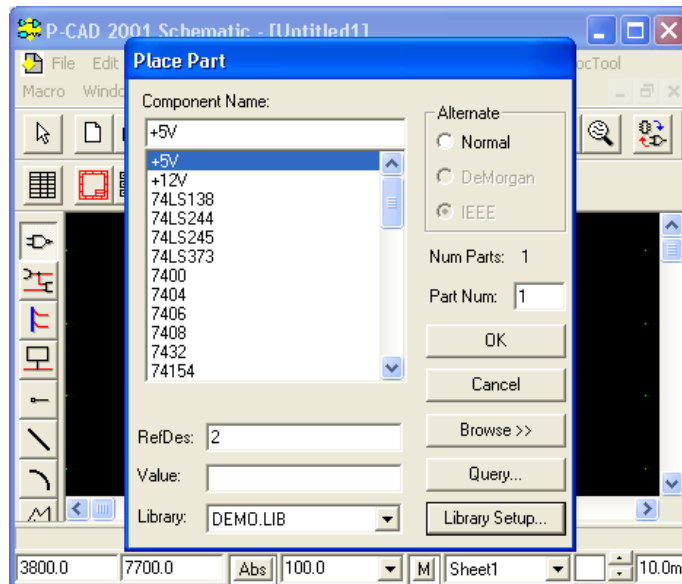 P-CAD 2001 Schematic - [Untitled1]
File Edit
Macro
Place Part
Component Name:
+5V
+5V
+12V
74LS138
74LS244
74LS245
74LS373
7400
7404
7406
7408
7432
74154
RefDes: 2
Value:
Library: DEMO.LIB
Alternate
Normal
DeMorgan
IEEE
Num Parts: 1
Part Num: 1
OK
Cancel
Browse >>
Query...
Library Setup...
3800.0 7700.0 Abs 100.0 M Sheet1 10.0m